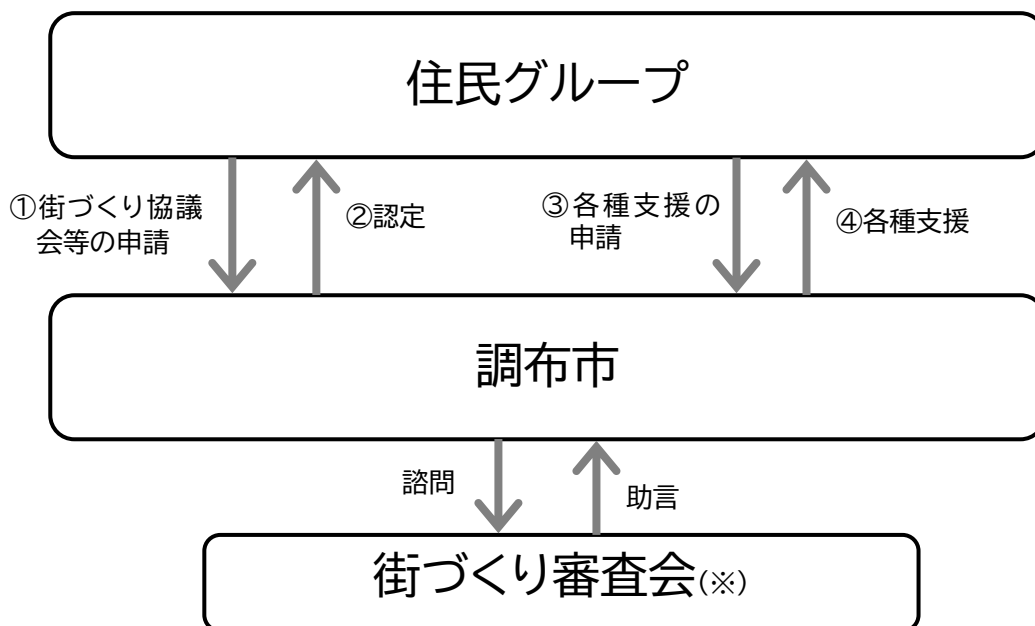 住民グループ
①街づくり協議
会等の申請
②認定
③各種支援の
申請
④各種支援
調布市
諮問
助言
街づくり審査会(※)